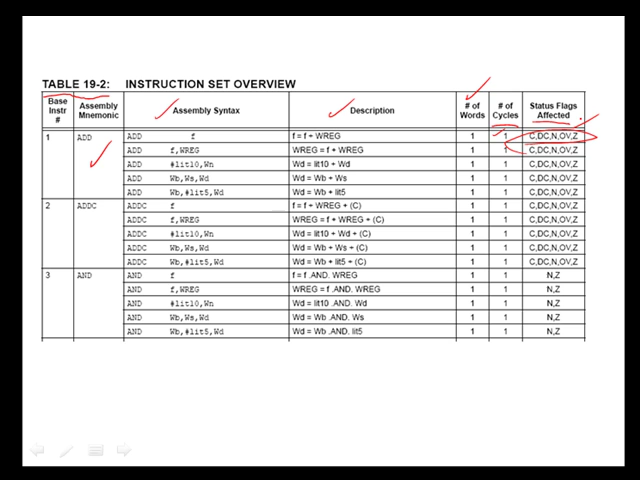 TABLE 19-2: INSTRUCTION SET OVERVIEW
Base Instr # Assembly Mnemonic Assembly Syntax Description # of Words # of Cycles Status Flags Affected
1 ADD ADD f f = f + WREG 1 1 C,DC,N,OV,Z
ADD f,WREG WREG = f + WREG 1 1 C,DC,N,OV,Z
ADD #lit10,Wn Wd = lit10 + Wd 1 1 C,DC,N,OV,Z
ADD Wb,Ws,Wd Wd = Wb + Ws 1 1 C,DC,N,OV,Z
ADD Wb,#lit5,Wd Wd = Wb + lit5 1 1 C,DC,N,OV,Z
2 ADDC ADDC f f = f + WREG + (C) 1 1 C,DC,N,OV,Z
ADDC f,WREG WREG = f + WREG + (C) 1 1 C,DC,N,OV,Z
ADDC #lit10,Wn Wd = lit10 + Wd + (C) 1 1 C,DC,N,OV,Z
ADDC Wb,Ws,Wd Wd = Wb + Ws + (C) 1 1 C,DC,N,OV,Z
ADDC Wb,#lit5,Wd Wd = Wb + lit5 + (C) 1 1 C,DC,N,OV,Z
3 AND AND f f = f .AND. WREG 1 1 N,Z
AND f,WREG WREG = f .AND. WREG 1 1 N,Z
AND #lit10,Wn Wd = lit10 .AND. Wd 1 1 N,Z
AND Wb,Ws,Wd Wd = Wb .AND. Ws 1 1 N,Z
AND Wb,#lit5,Wd Wd = Wb .AND. lit5 1 1 N,Z